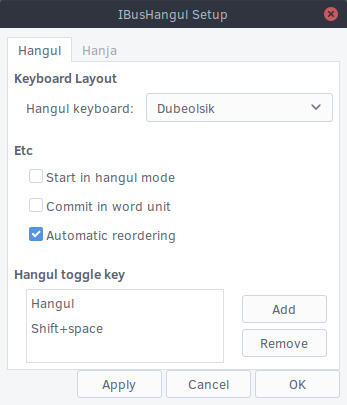 IBusHangul Setup
Hangul Hanja
Keyboard Layout
Hangul keyboard: Dubeolsik
Etc
Start in hangul mode
Commit in word unit
Automatic reordering
Hangul toggle key
Hangul
Shift+space
Add
Remove
Apply Cancel OK